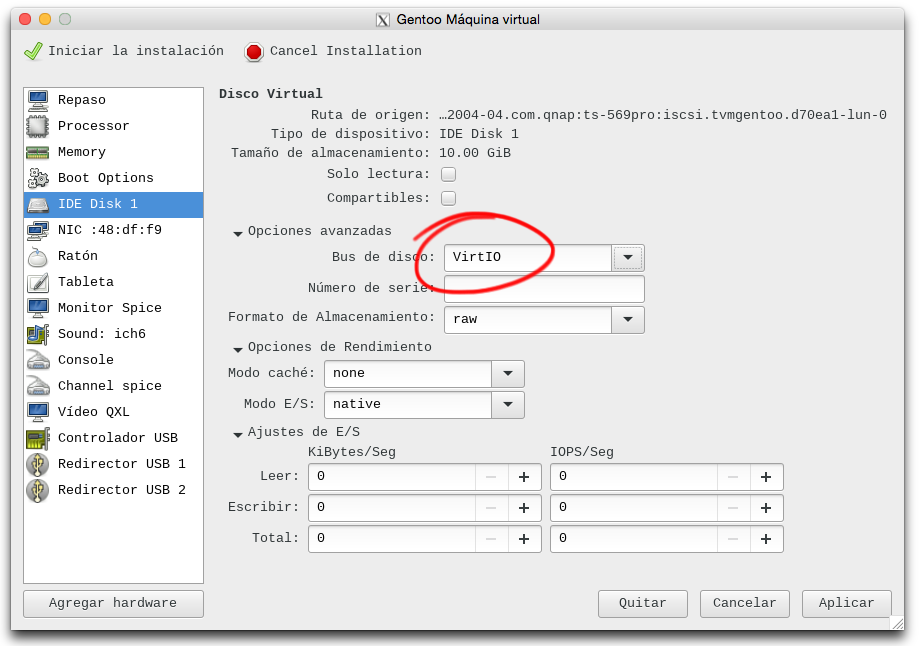 Gentoo Máquina virtual
Iniciar la instalación
Cancel Installation
Repaso
Processor
Memory
Boot Options
IDE Disk 1
NIC :48:df:f9
Ratón
Tableta
Monitor Spice
Sound: ich6
Console
Channel spice
Vídeo QXL
Controlador USB
Redirector USB 1
Redirector USB 2
Agregar hardware
Disco Virtual
Ruta de origen: …2004-04.com.qnap:ts-569pro:iscsi.tvmgentoo.d70ea1-lun-0
Tipo de dispositivo: IDE Disk 1
Tamaño de almacenamiento: 10.00 GiB
Solo lectura:
Compartibles:
Opciones avanzadas
Bus de disco: VirtIO
Número de serie:
Formato de Almacenamiento: raw
Opciones de Rendimiento
Modo caché: none
Modo E/S: native
Ajustes de E/S
KiBytes/Seg IOPS/Seg
Leer: 0 0
Escribir: 0 0
Total: 0 0
Quitar Cancelar Aplicar